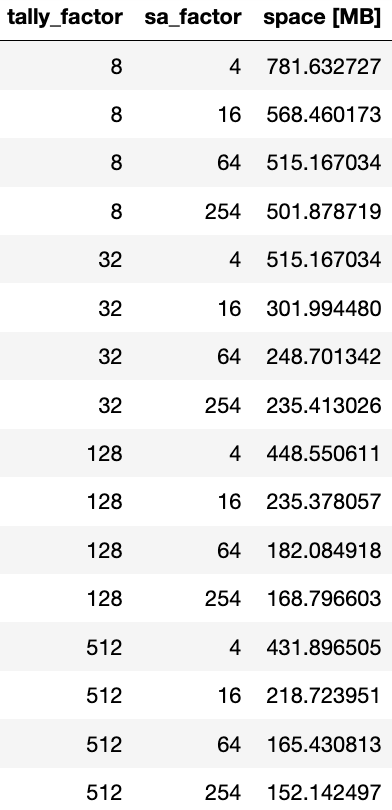 tally_factor sa_factor space [MB]
8 4 781.632727
8 16 568.460173
8 64 515.167034
8 254 501.878719
32 4 515.167034
32 16 301.994480
32 64 248.701342
32 254 235.413026
128 4 448.550611
128 16 235.378057
128 64 182.084918
128 254 168.796603
512 4 431.896505
512 16 218.723951
512 64 165.430813
512 254 152.142497